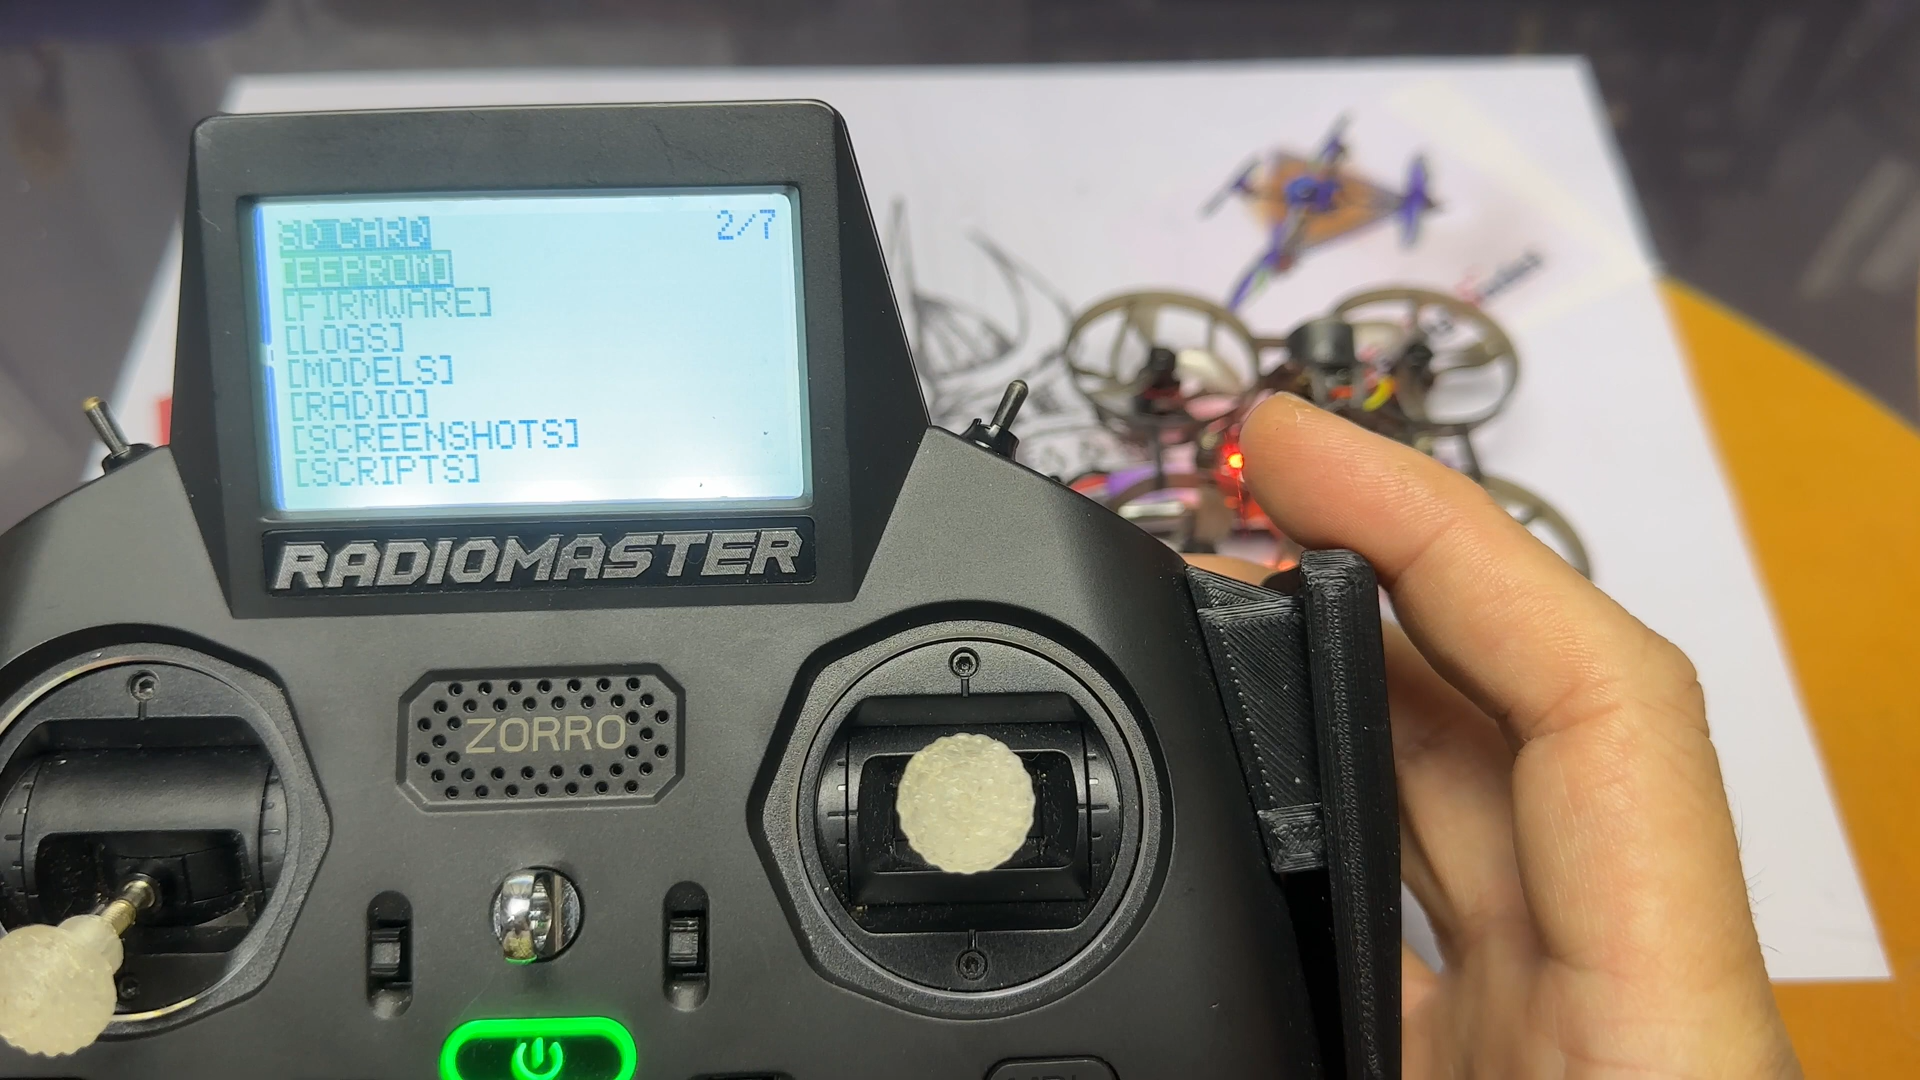 SD CARD 2/7
[EEPROM]
[FIRMWARE]
[LOGS]
[MODELS]
[RADIO]
[SCREENSHOTS]
[SCRIPTS]
RADIOMASTER
ZORRO